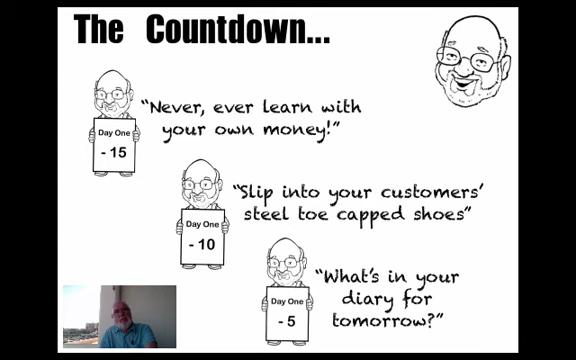 The Countdown...
Day One
- 15
“Never, ever learn with
your own money!”
Day One
- 10
“Slip into your customers’
steel toe capped shoes”
Day One
- 5
“What’s in your
diary for
tomorrow?”